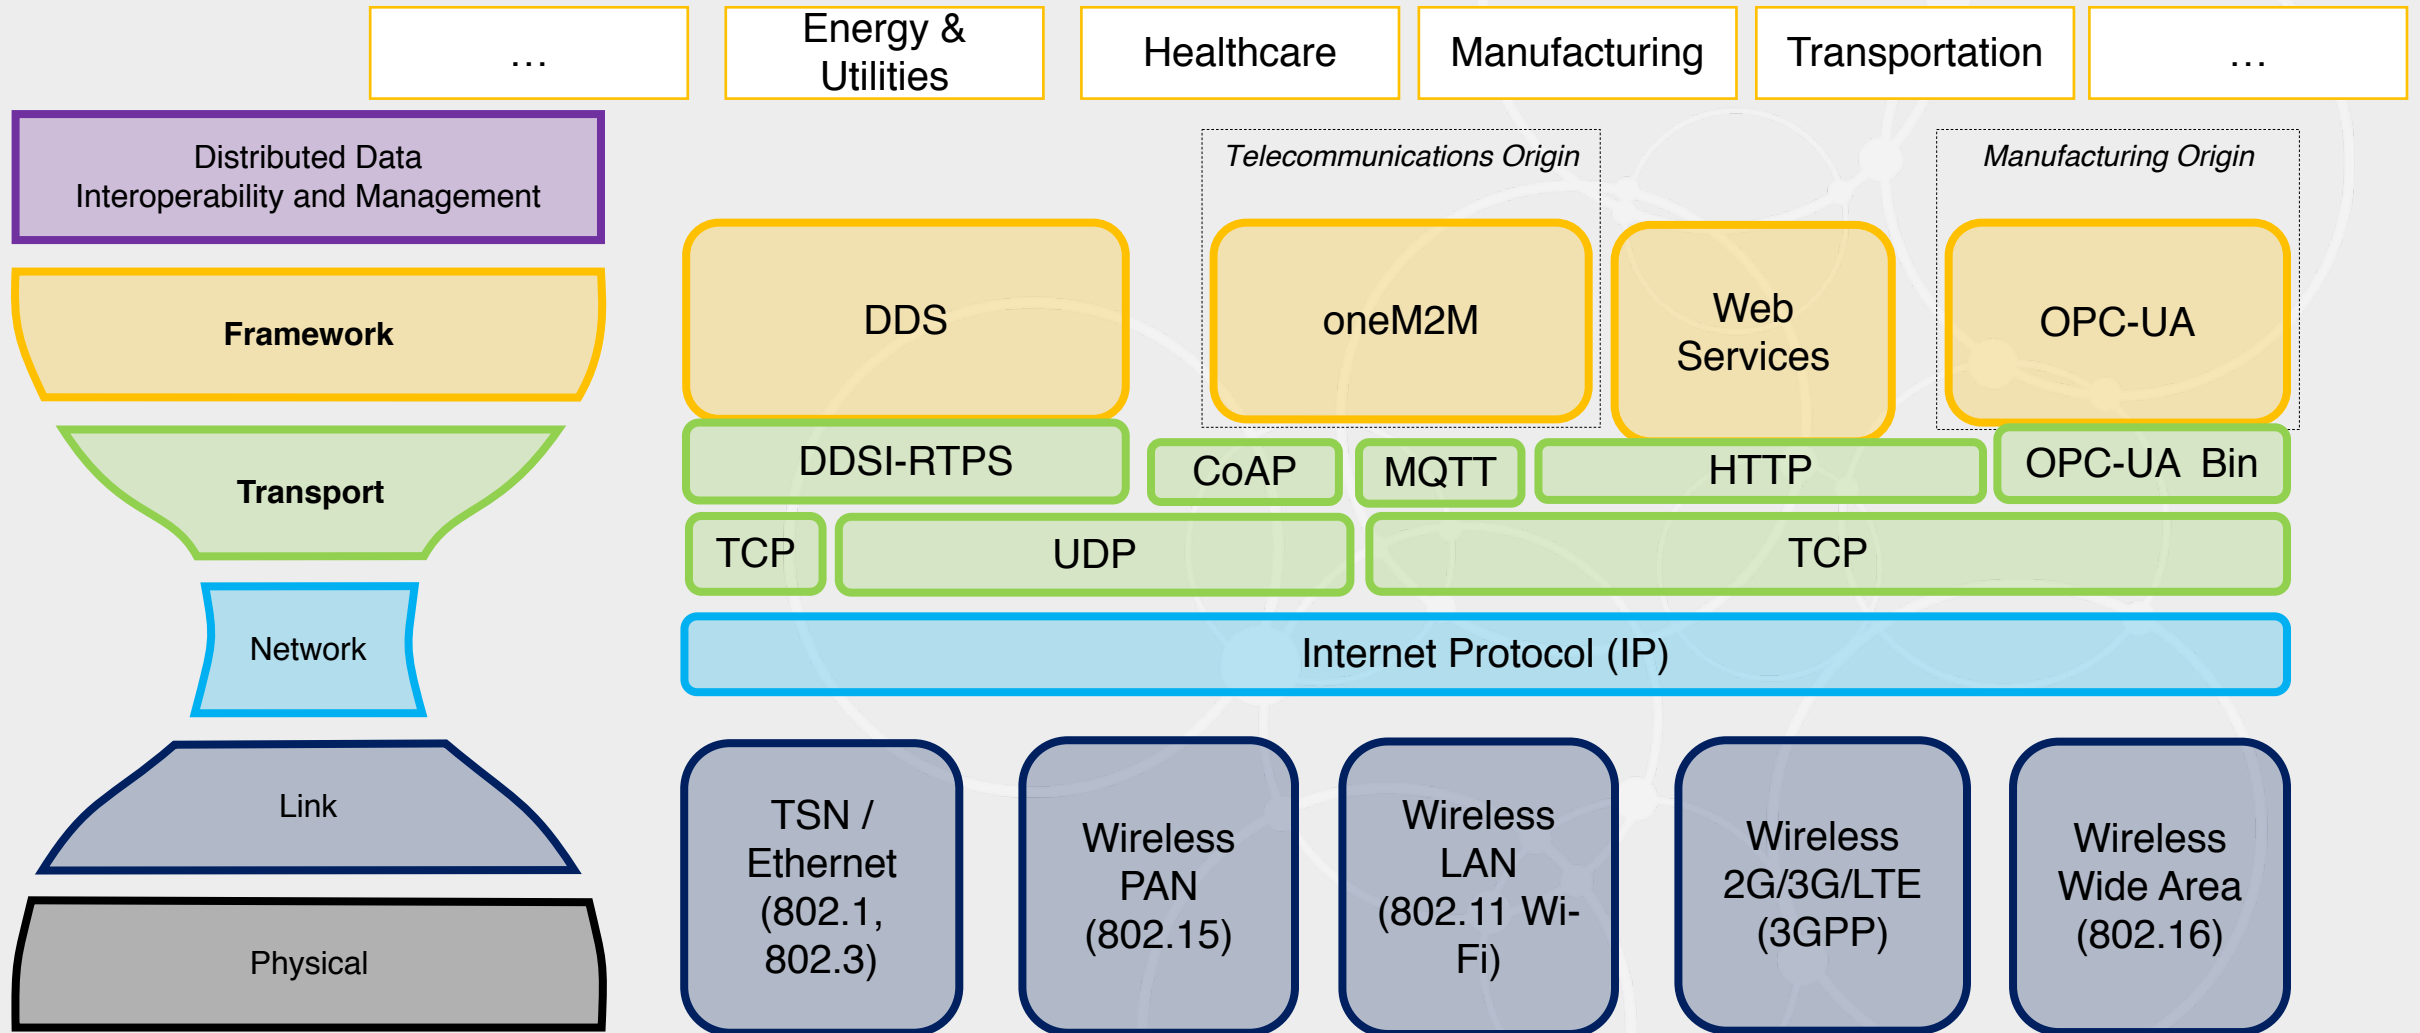 …
Energy &
Utilities
Healthcare
Manufacturing
Transportation
…
Distributed Data
Interoperability and Management
Telecommunications Origin
Manufacturing Origin
Framework
DDS
oneM2M
Web
Services
OPC-UA
Transport
DDSI-RTPS
CoAP
MQTT
HTTP
OPC-UA Bin
TCP
UDP
TCP
Network
Internet Protocol (IP)
Link
TSN /
Ethernet
(802.1,
802.3)
Wireless
PAN
(802.15)
Wireless
LAN
(802.11 Wi-
Fi)
Wireless
2G/3G/LTE
(3GPP)
Wireless
Wide Area
(802.16)
Physical